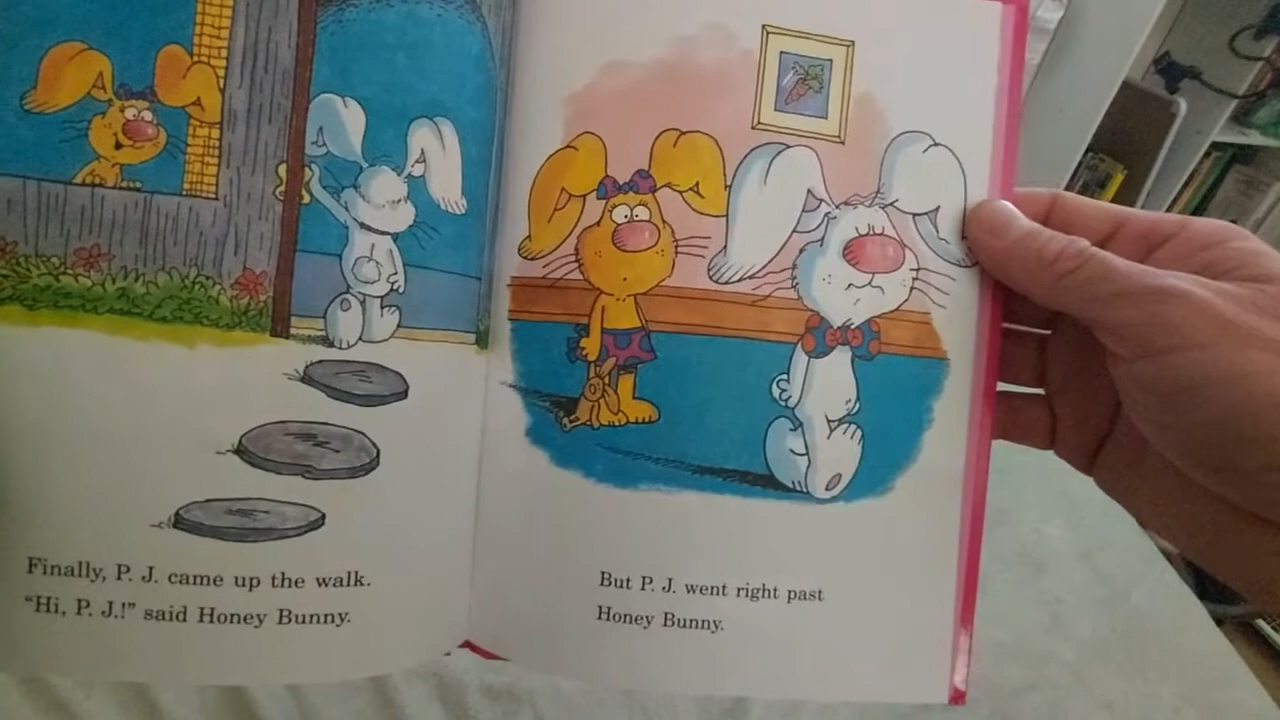 Finally, P. J. came up the walk.
"Hi, P. J.!" said Honey Bunny.
But P. J. went right past
Honey Bunny.